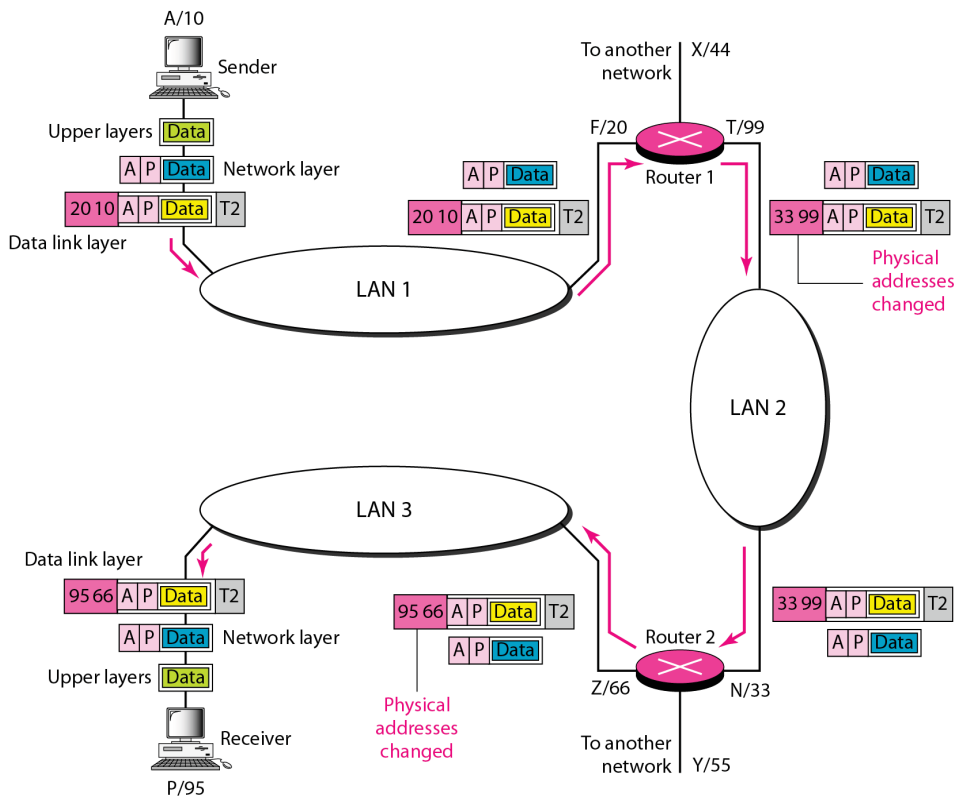 A/10
Sender
Upper layers
Data
A P Data
Network layer
20 10 A P Data T2
Data link layer
LAN 1
A P Data
20 10 A P Data T2
To another
network
X/44
F/20
T/99
Router 1
A P Data
33 99 A P Data T2
Physical
addresses
changed
LAN 2
33 99 A P Data T2
A P Data
Router 2
Z/66
N/33
To another
network
Y/55
LAN 3
95 66 A P Data T2
A P Data
Physical
addresses
changed
Data link layer
95 66 A P Data T2
A P Data
Network layer
Upper layers
Data
Receiver
P/95